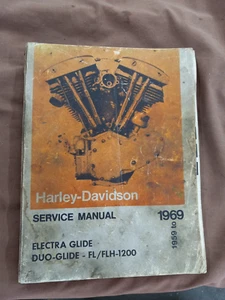 Harley-Davidson
SERVICE MANUAL
1959 to
1969
ELECTRA GLIDE
DUO-GLIDE - FL/FLH-1200